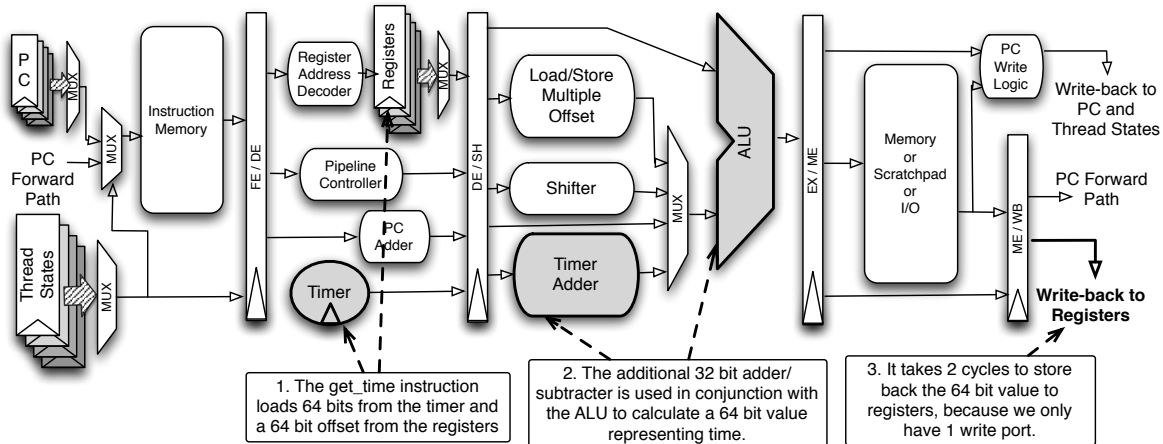 P
C
MUX
PC
Forward
Path
MUX
Thread
States
MUX
Instruction
Memory
FE / DE
Register
Address
Decoder
Registers
MUX
Pipeline
Controller
PC
Adder
Timer
DE / SH
Load/Store
Multiple
Offset
Shifter
Timer
Adder
MUX
ALU
EX / ME
Memory
or
Scratchpad
or
I/O
PC
Write
Logic
Write-back to
PC and
Thread States
ME / WB
PC Forward
Path
Write-back to
Registers
1. The get_time instruction
loads 64 bits from the timer and
a 64 bit offset from the registers
2. The additional 32 bit adder/
subtracter is used in conjunction with
the ALU to calculate a 64 bit value
representing time.
3. It takes 2 cycles to store
back the 64 bit value to
registers, because we only
have 1 write port.